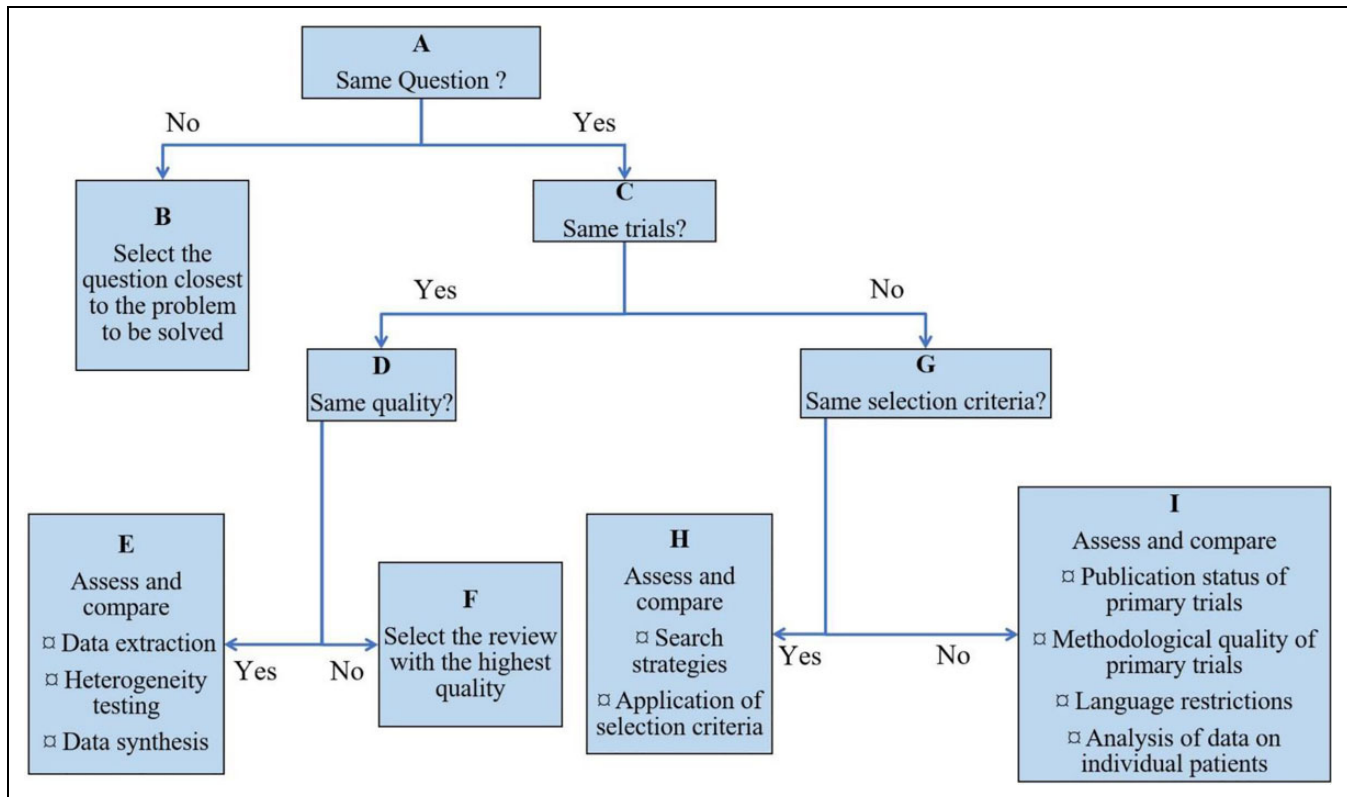 A
Same Question ?
No
Yes
B
Select the
question closest
to the problem
to be solved
C
Same trials?
Yes
No
D
Same quality?
G
Same selection criteria?
E
Assess and
compare
¤ Data extraction
¤ Heterogeneity
testing
¤ Data synthesis
Yes
No
F
Select the review
with the highest
quality
H
Assess and
compare
¤ Search
strategies
¤ Application of
selection criteria
Yes
No
I
Assess and compare
¤ Publication status of
primary trials
¤ Methodological quality of
primary trials
¤ Language restrictions
¤ Analysis of data on
individual patients